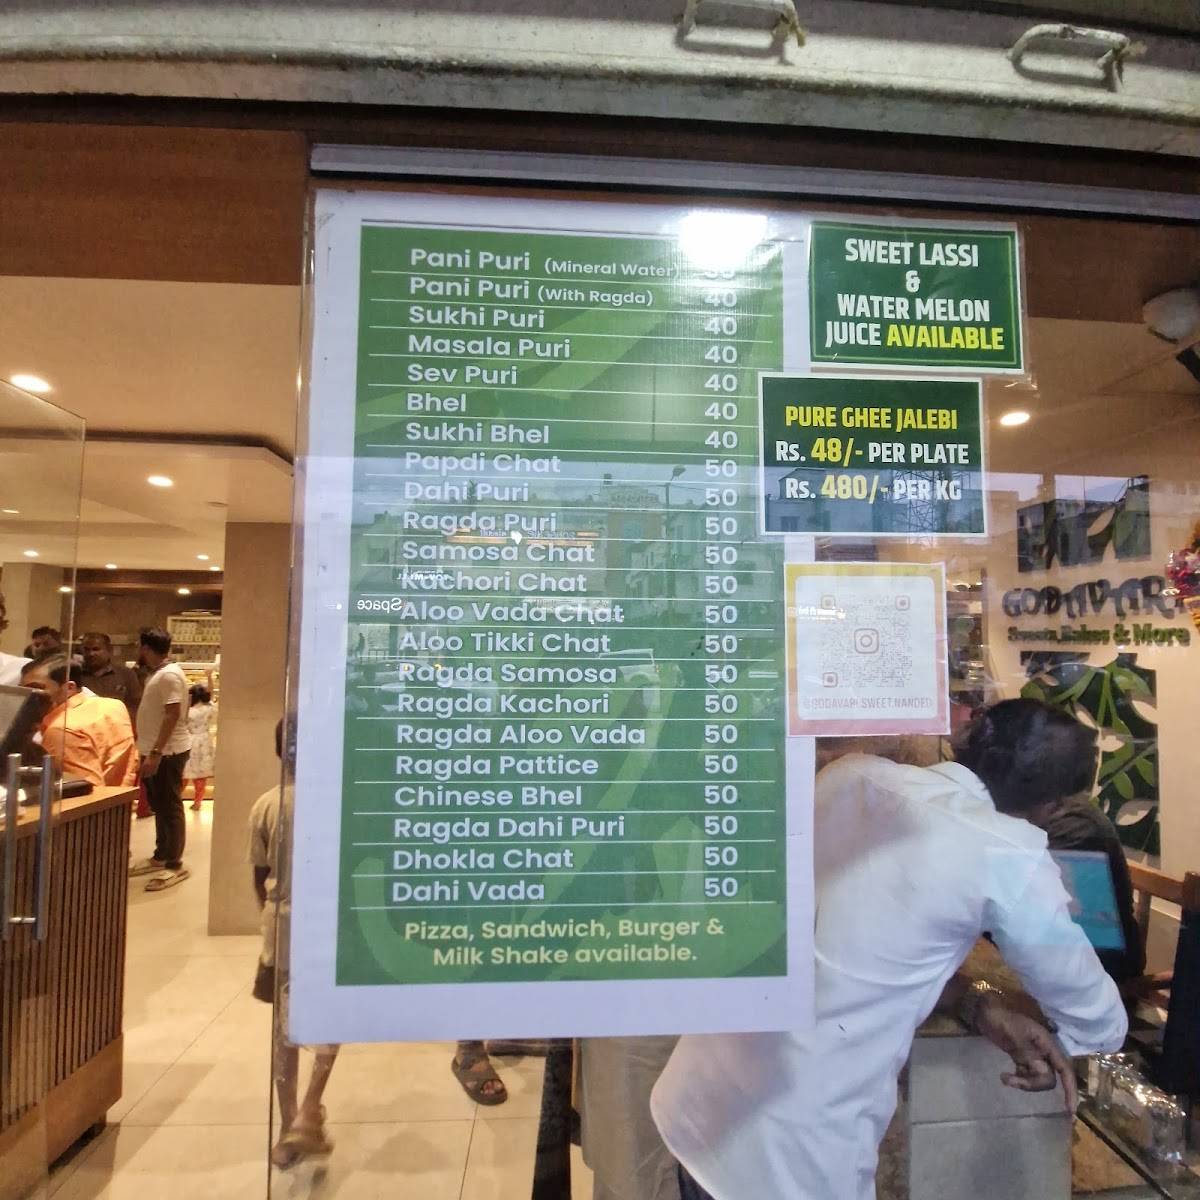 Pani Puri (Mineral Water)
Pani Puri (With Ragda) 40
Sukhi Puri 40
Masala Puri 40
Sev Puri 40
Bhel 40
Sukhi Bhel 40
Papdi Chat 50
Dahi Puri 50
Ragda Puri 50
Samosa Chat 50
Kachori Chat 50
Aloo Vada Chat 50
Aloo Tikki Chat 50
Ragda Samosa 50
Ragda Kachori 50
Ragda Aloo Vada 50
Ragda Pattice 50
Chinese Bhel 50
Ragda Dahi Puri 50
Dhokla Chat 50
Dahi Vada 50
Pizza, Sandwich, Burger &
Milk Shake available.
SWEET LASSI
&
WATER MELON
JUICE AVAILABLE
PURE GHEE JALEBI
Rs. 48/- PER PLATE
Rs. 480/- PER KG
@GODAVARI.SWEET.NANDED
GODAVARI
Sweets, Bakes & More
Space